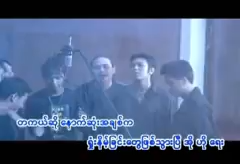 တကယ်ဆို နောက်ဆုံးအချစ်က
ရှုံးနိမ့်ခြင်းတွေဖြစ်သွားပြီ ဆို ဟို ရေး